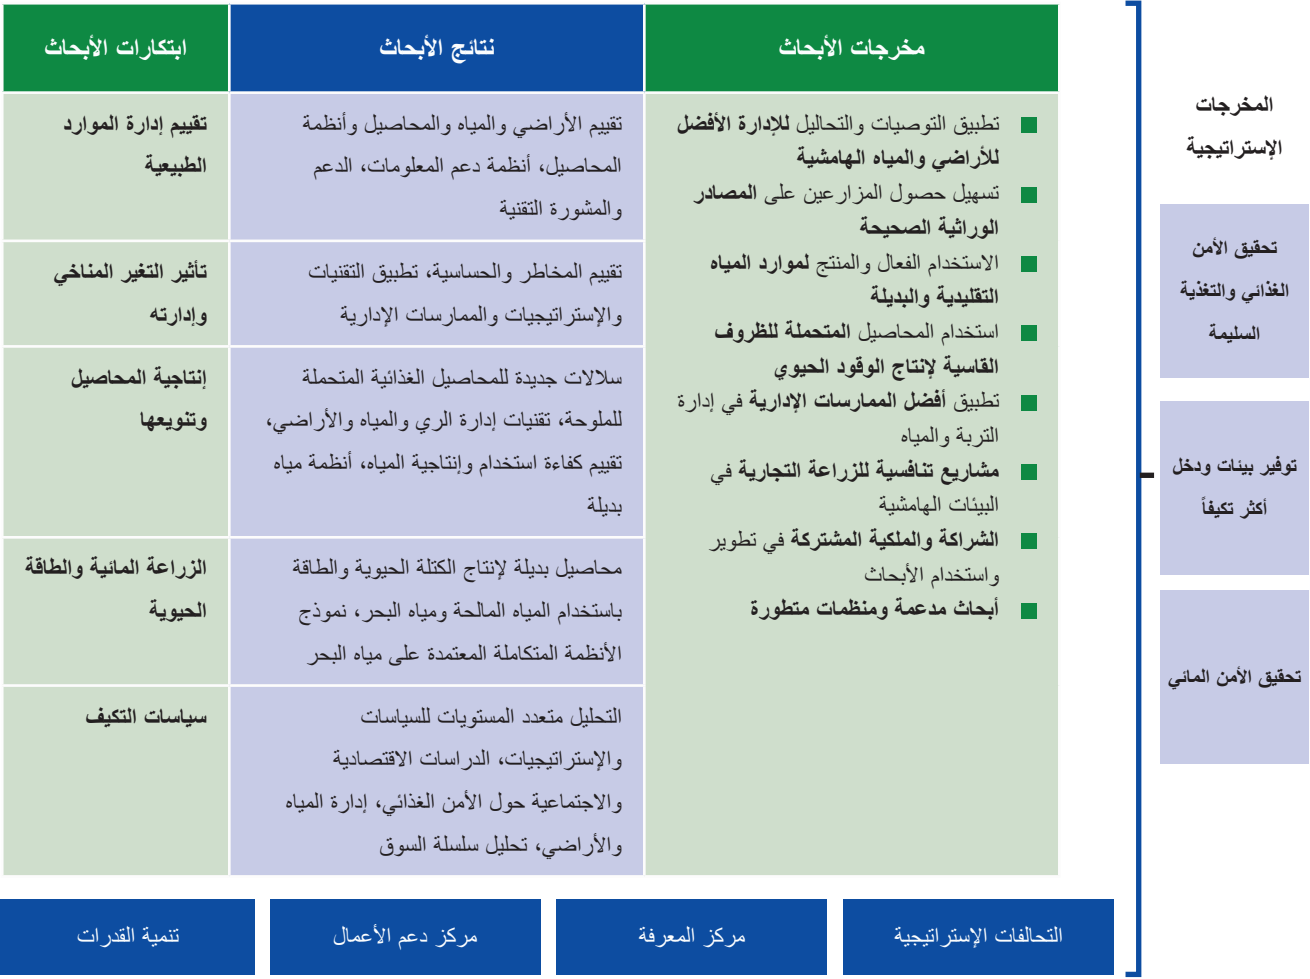 المخرجات
الإستراتيجية
تحقيق الأمن
الغذائي والتغذية
السليمة
توفير بيئات ودخل
أكثر تكيفاً
تحقيق الأمن المائي
مخرجات الأبحاث
تطبيق التوصيات والتحاليل للإدارة الأفضل
للأراضي والمياه الهامشية
تسهيل حصول المزارعين على المصادر
الوراثية الصحيحة
الاستخدام الفعال والمنتج لموارد المياه
التقليدية والبديلة
استخدام المحاصيل المتحملة للظروف
القاسية لإنتاج الوقود الحيوي
تطبيق أفضل الممارسات الإدارية في إدارة
التربة والمياه
مشاريع تنافسية للزراعة التجارية في
البيئات الهامشية
الشراكة والملكية المشتركة في تطوير
واستخدام الأبحاث
أبحاث مدعمة ومنظمات متطورة
نتائج الأبحاث
تقييم الأراضي والمياه والمحاصيل وأنظمة
المحاصيل، أنظمة دعم المعلومات، الدعم
والمشورة التقنية
تقييم المخاطر والحساسية، تطبيق التقنيات
والإستراتيجيات والممارسات الإدارية
سلالات جديدة للمحاصيل الغذائية المتحملة
للملوحة، تقنيات إدارة الري والمياه والأراضي،
تقييم كفاءة استخدام وإنتاجية المياه، أنظمة مياه
بديلة
محاصيل بديلة لإنتاج الكتلة الحيوية والطاقة
باستخدام المياه المالحة ومياه البحر، نموذج
الأنظمة المتكاملة المعتمدة على مياه البحر
التحليل متعدد المستويات للسياسات
والإستراتيجيات، الدراسات الاقتصادية
والاجتماعية حول الأمن الغذائي، إدارة المياه
والأراضي، تحليل سلسلة السوق
ابتكارات الأبحاث
تقييم إدارة الموارد
الطبيعية
تأثير التغير المناخي
وإدارته
إنتاجية المحاصيل
وتنويعها
الزراعة المائية والطاقة
الحيوية
سياسات التكيف
التحالفات الإستراتيجية
مركز المعرفة
مركز دعم الأعمال
تنمية القدرات